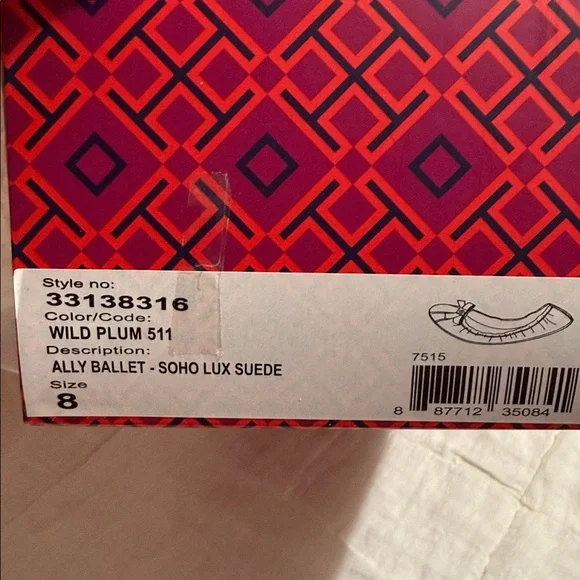 Style no:
33138316
Color/Code:
WILD PLUM 511
Description:
ALLY BALLET - SOHO LUX SUEDE
Size
8
7515
8 87712 35084